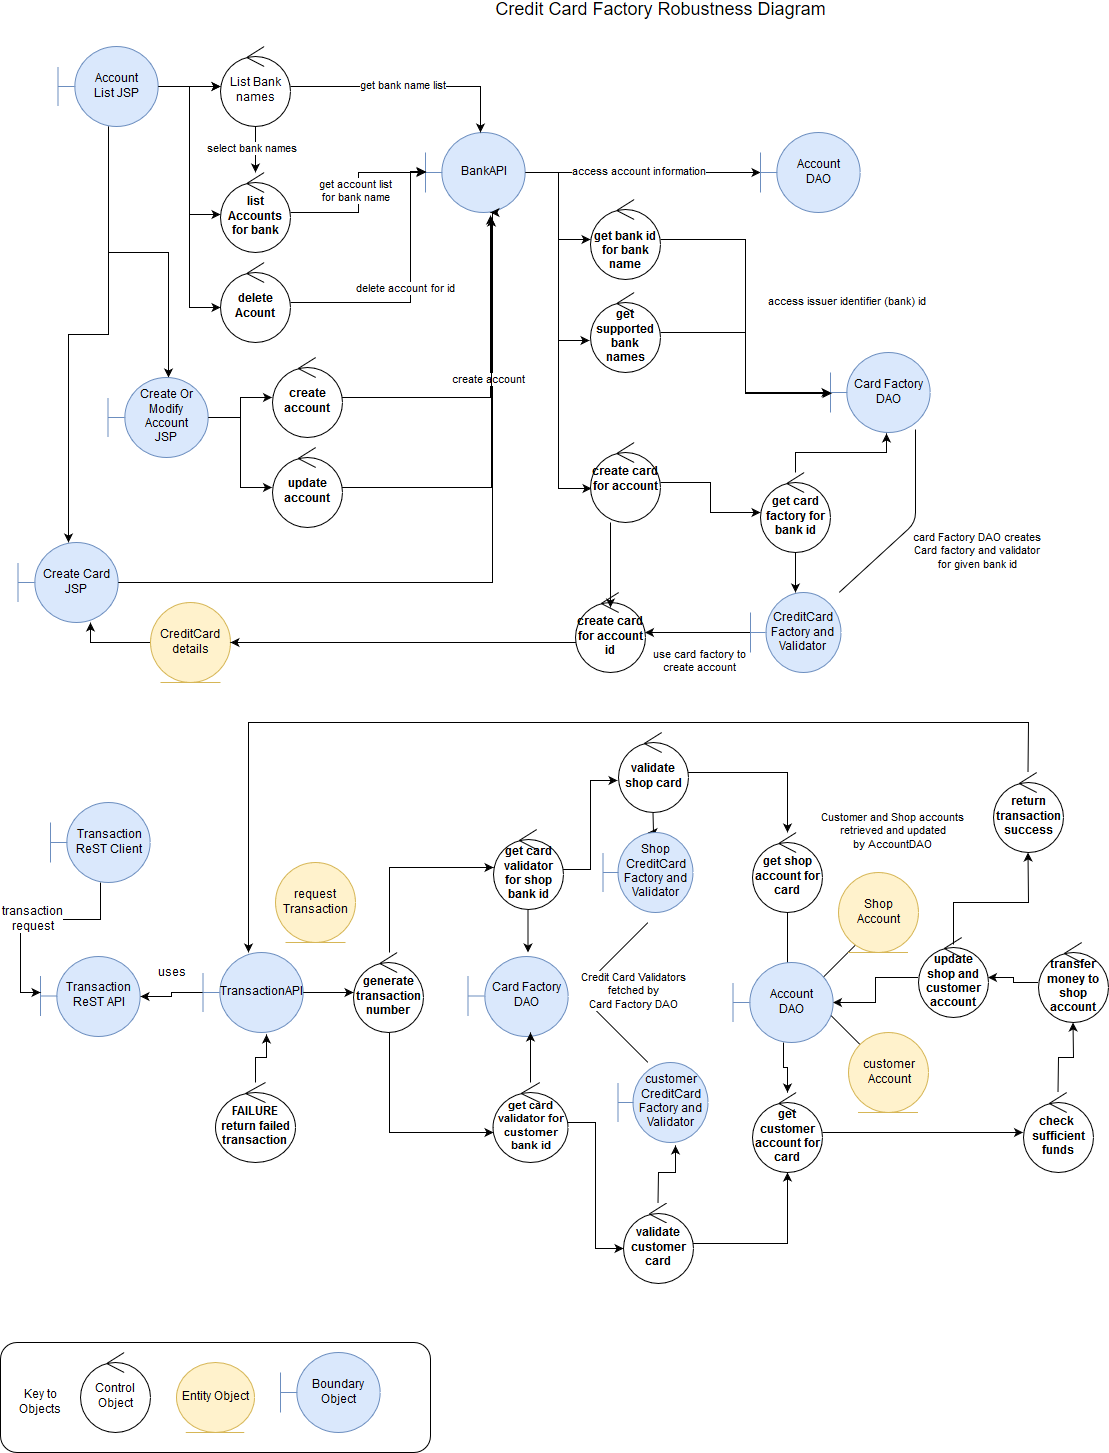 Credit Card Factory Robustness Diagram
Account
List JSP
List Bank
names
get bank name list
select bank names
BankAPI
access account information
Account
DAO
list
Accounts
for bank
get account list
for bank name
get bank id
for bank
name
delete
Acount
delete account for id
access issuer identifier (bank) id
get
supported
bank
names
Create Or
Modify
Account
JSP
create
account
create account
Card Factory
DAO
update
account
create card
for account
get card
factory for
bank id
card Factory DAO creates
Card factory and validator
for given bank id
Create Card
JSP
CreditCard
details
create card
for account
id
use card factory to
create account
CreditCard
Factory and
Validator
validate
shop card
return
transaction
success
Transaction
ReST Client
request
Transaction
get card
validator
for shop
bank id
Shop
CreditCard
Factory and
Validator
get shop
account for
card
Customer and Shop accounts
retrieved and updated
by AccountDAO
Shop
Account
transaction
request
Transaction
ReST API
uses
TransactionAPI
generate
transaction
number
Card Factory
DAO
Credit Card Validators
fetched by
Card Factory DAO
Account
DAO
update
shop and
customer
account
transfer
money to
shop
account
customer
Account
FAILURE
return failed
transaction
get card
validator for
customer
bank id
customer
CreditCard
Factory and
Validator
get
customer
account for
card
check
sufficient
funds
validate
customer
card
Key to
Objects
Control
Object
Entity Object
Boundary
Object